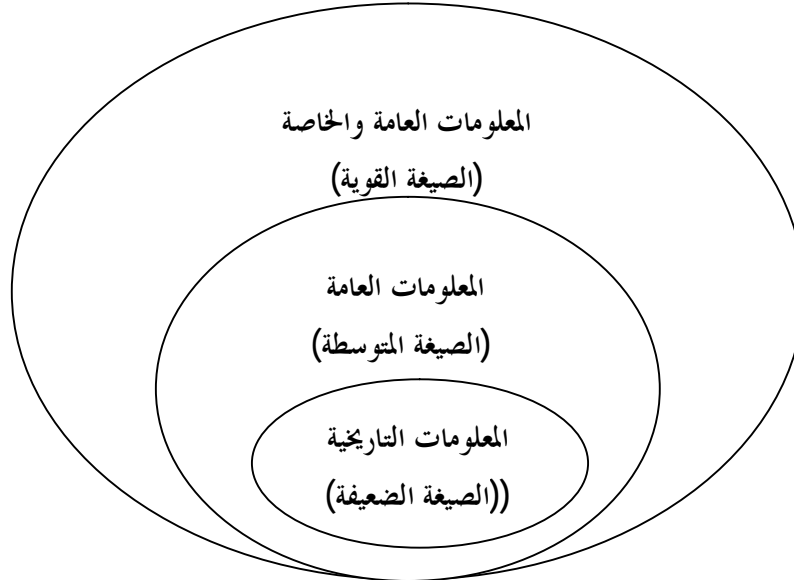 المعلومات العامة والخاصة
(الصيغة القوية)
المعلومات العامة
(الصيغة المتوسطة)
المعلومات التاريخية
((الصيغة الضعيفة)